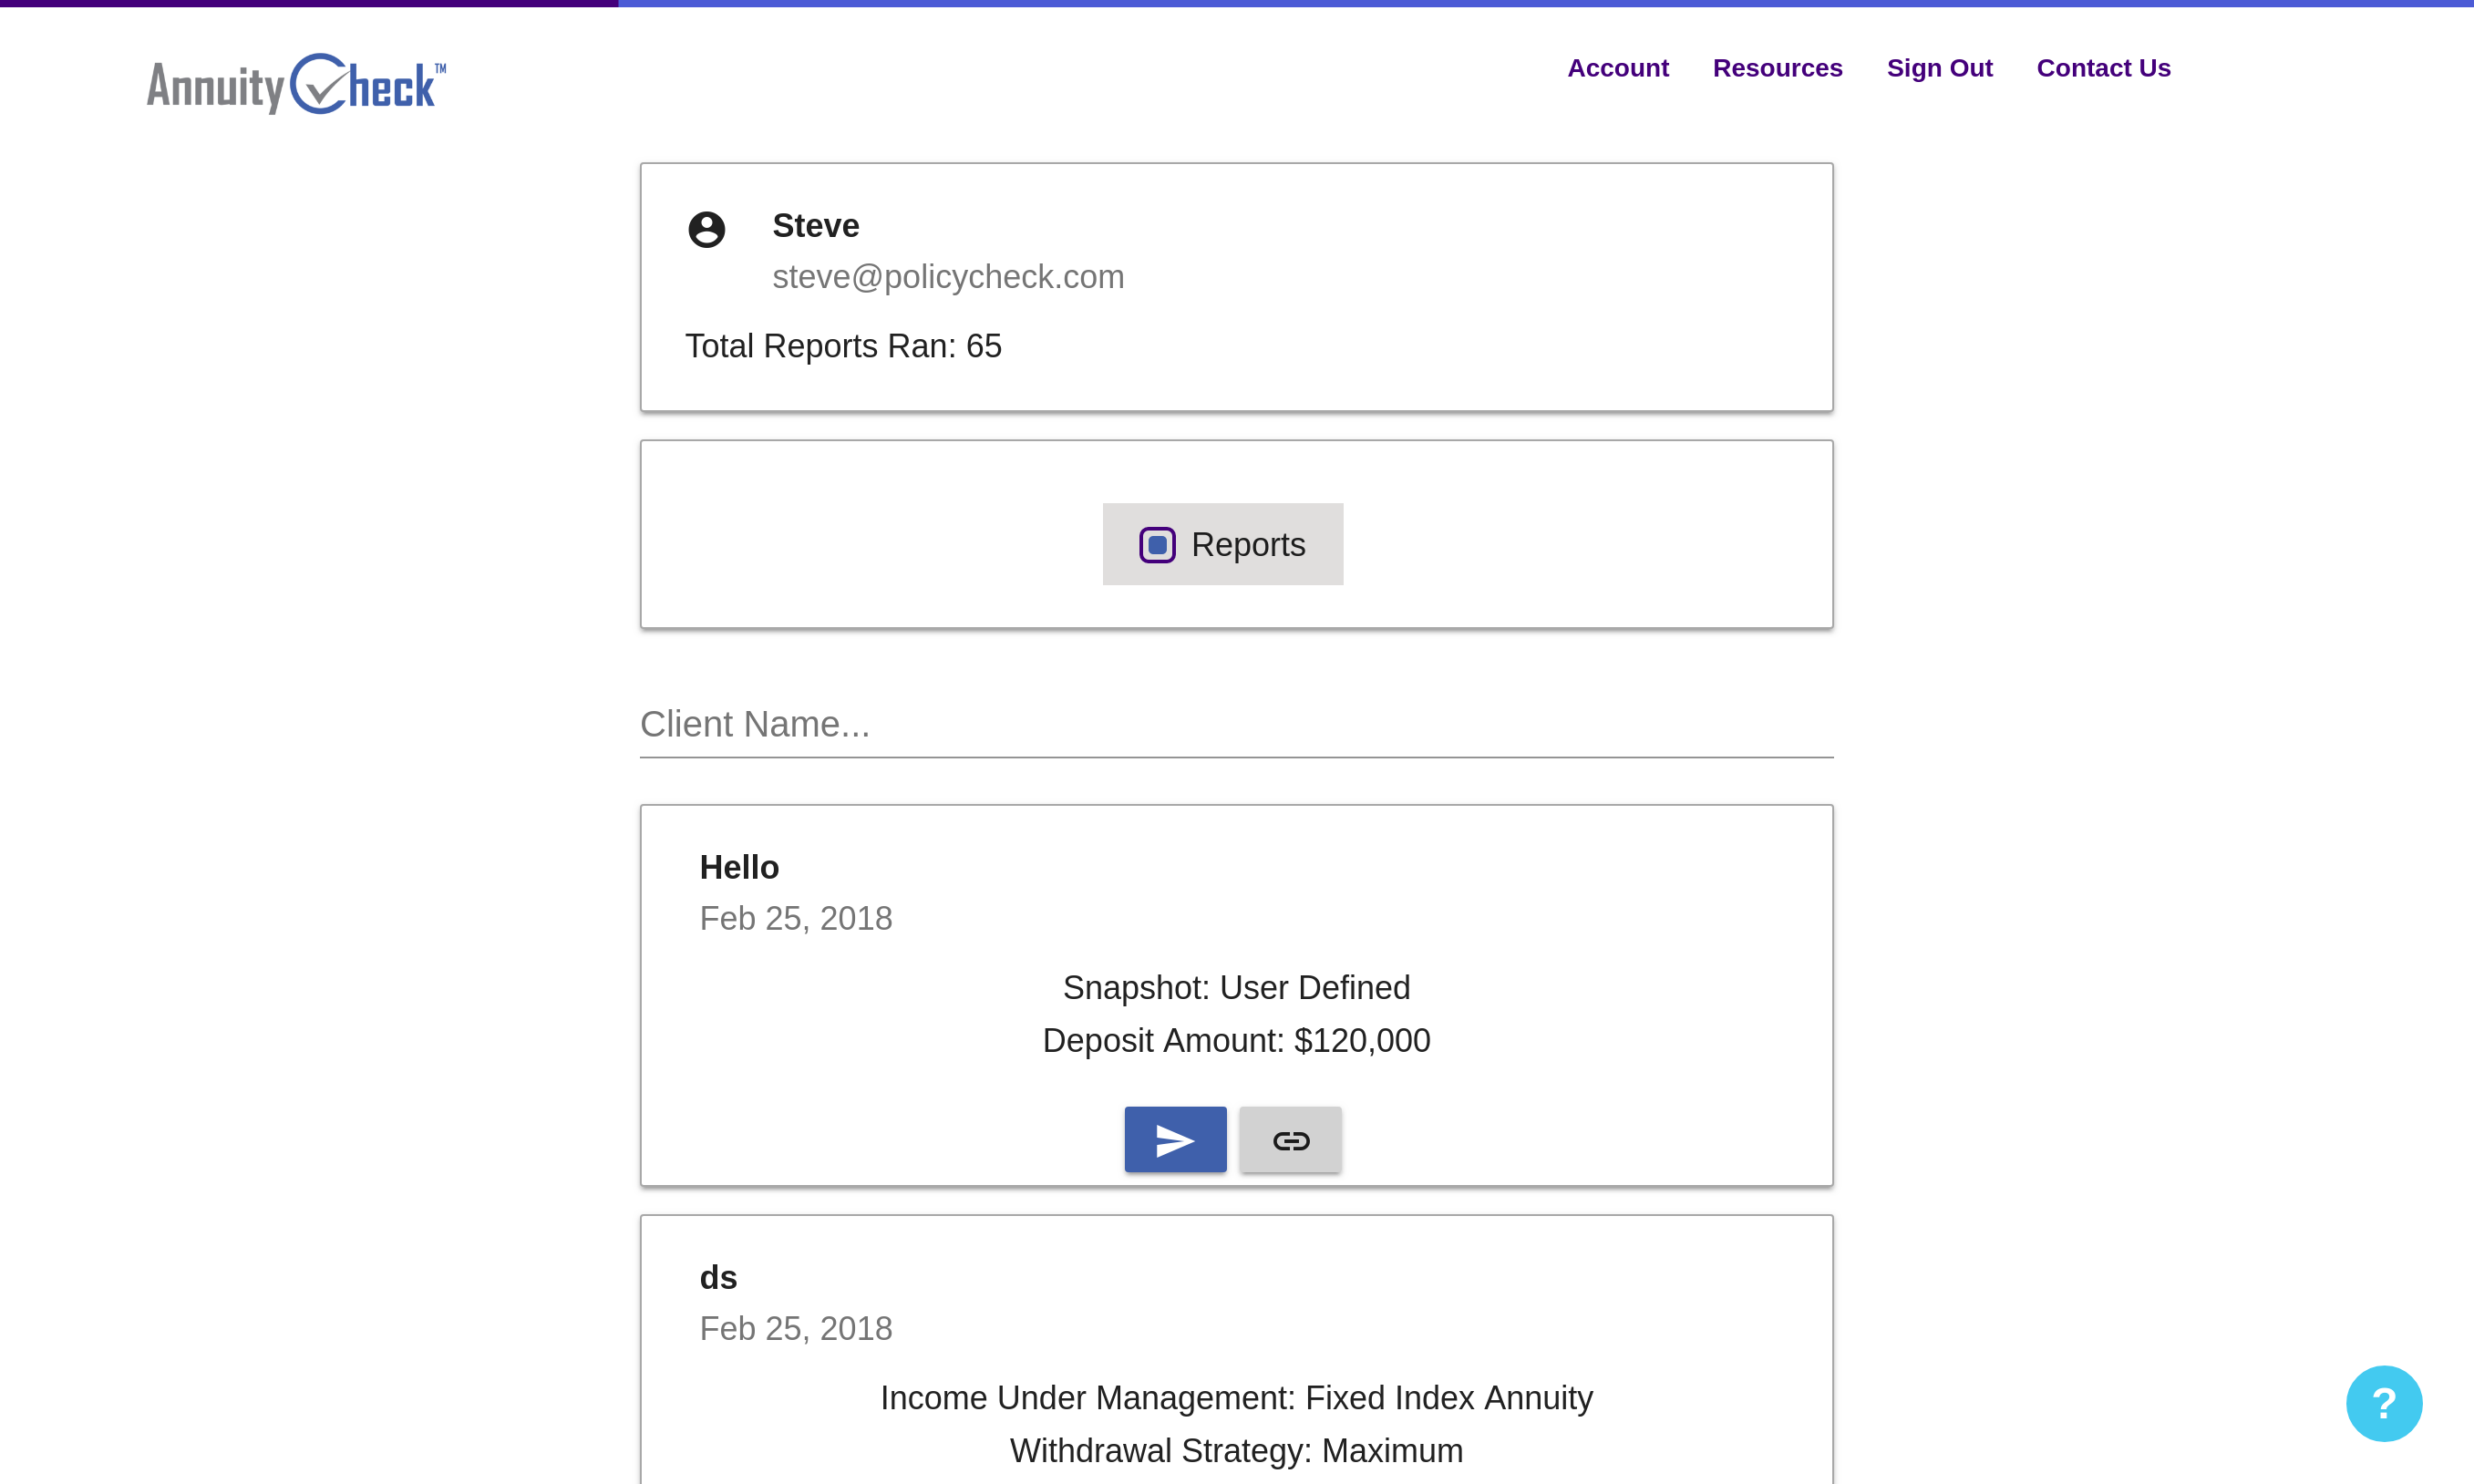 Annuity Check™
Account Resources Sign Out Contact Us
Steve
steve@policycheck.com
Total Reports Ran: 65
Reports
Client Name...
Hello
Feb 25, 2018
Snapshot: User Defined
Deposit Amount: $120,000
ds
Feb 25, 2018
Income Under Management: Fixed Index Annuity
Withdrawal Strategy: Maximum
?